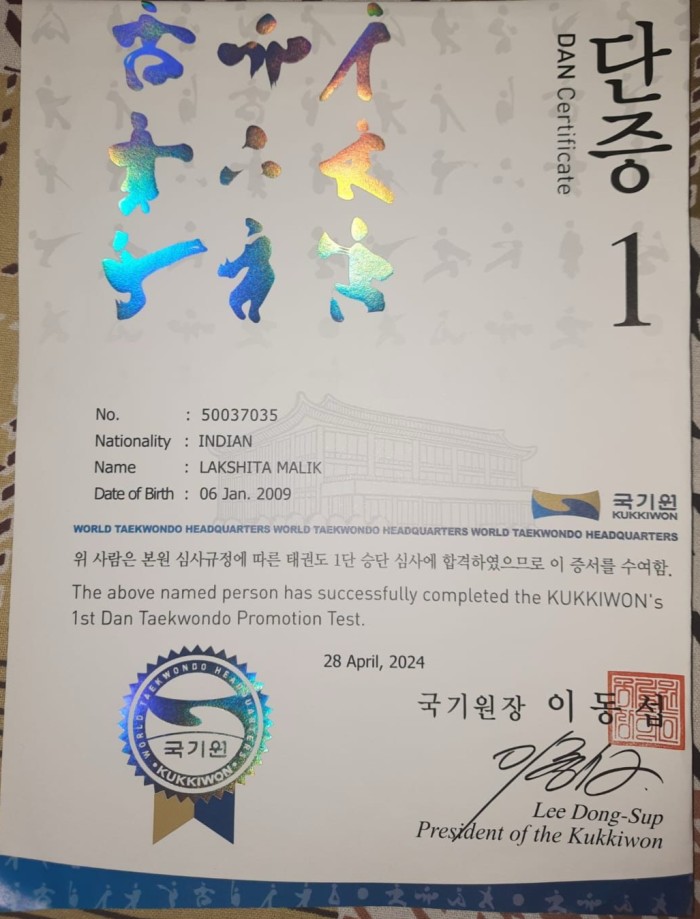 단증 1
DAN Certificate
No. : 50037035
Nationality : INDIAN
Name : LAKSHITA MALIK
Date of Birth : 06 Jan. 2009
국기원
KUKKIWON
WORLD TAEKWONDO HEADQUARTERS WORLD TAEKWONDO HEADQUARTERS WORLD TAEKWONDO HEADQUARTERS
위 사람은 본원 심사규정에 따른 태권도 1단 승단 심사에 합격하였으므로 이 증서를 수여함.
The above named person has successfully completed the KUKKIWON's
1st Dan Taekwondo Promotion Test.
28 April, 2024
WORLD TAEKWONDO HEADQUARTERS
국기원
KUKKIWON
국기원장 이동섭
Lee Dong-Sup
President of the Kukkiwon